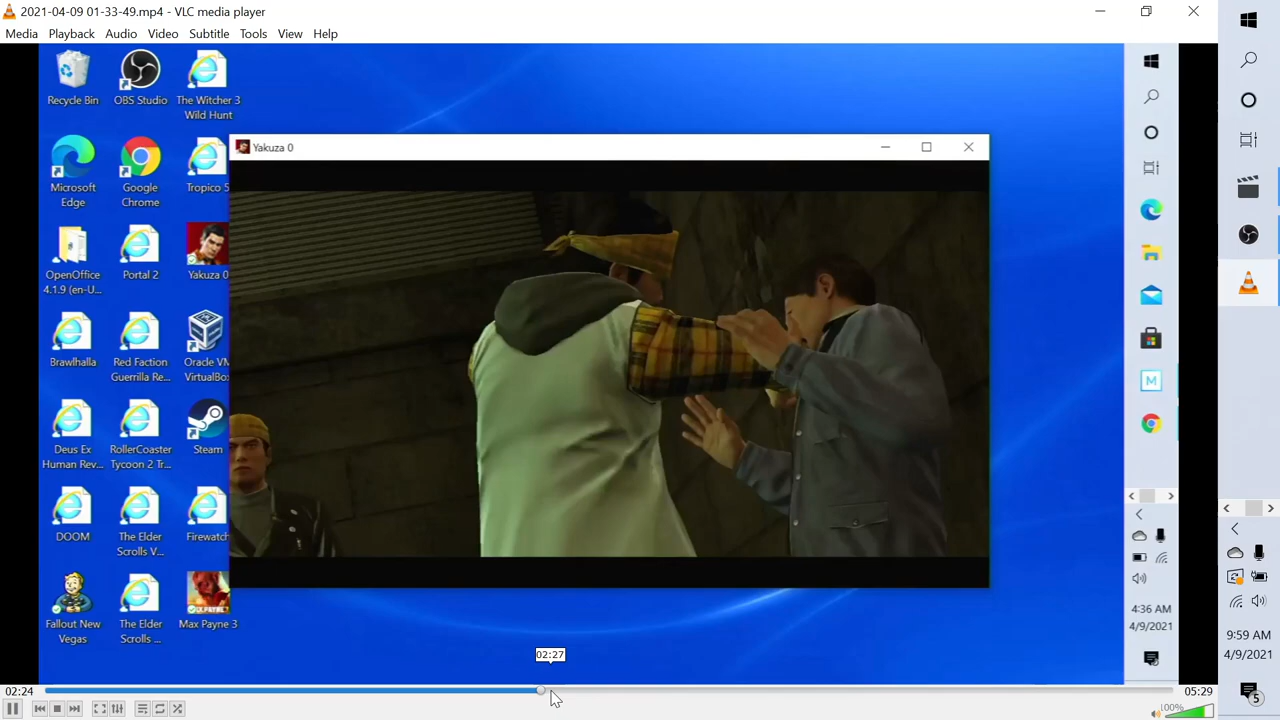 2021-04-09 01-33-49.mp4 - VLC media player
Media Playback Audio Video Subtitle Tools View Help
Recycle Bin
OBS Studio
The Witcher 3
Wild Hunt
Yakuza 0
Microsoft
Edge
Google
Chrome
Tropico 5
OpenOffice
4.1.9 (en-U...
Portal 2
Yakuza 0
Brawlhalla
Red Faction
Guerrilla Re...
Oracle VM
VirtualBox
Deus Ex
Human Rev...
RollerCoaster
Tycoon 2 Tr...
Steam
DOOM
The Elder
Scrolls V...
Firewatch
Fallout New
Vegas
The Elder
Scrolls ...
Max Payne 3
M
4:36 AM
4/9/2021
9:59 AM
4/9/2021
5
02:27
02:24
05:29
100%